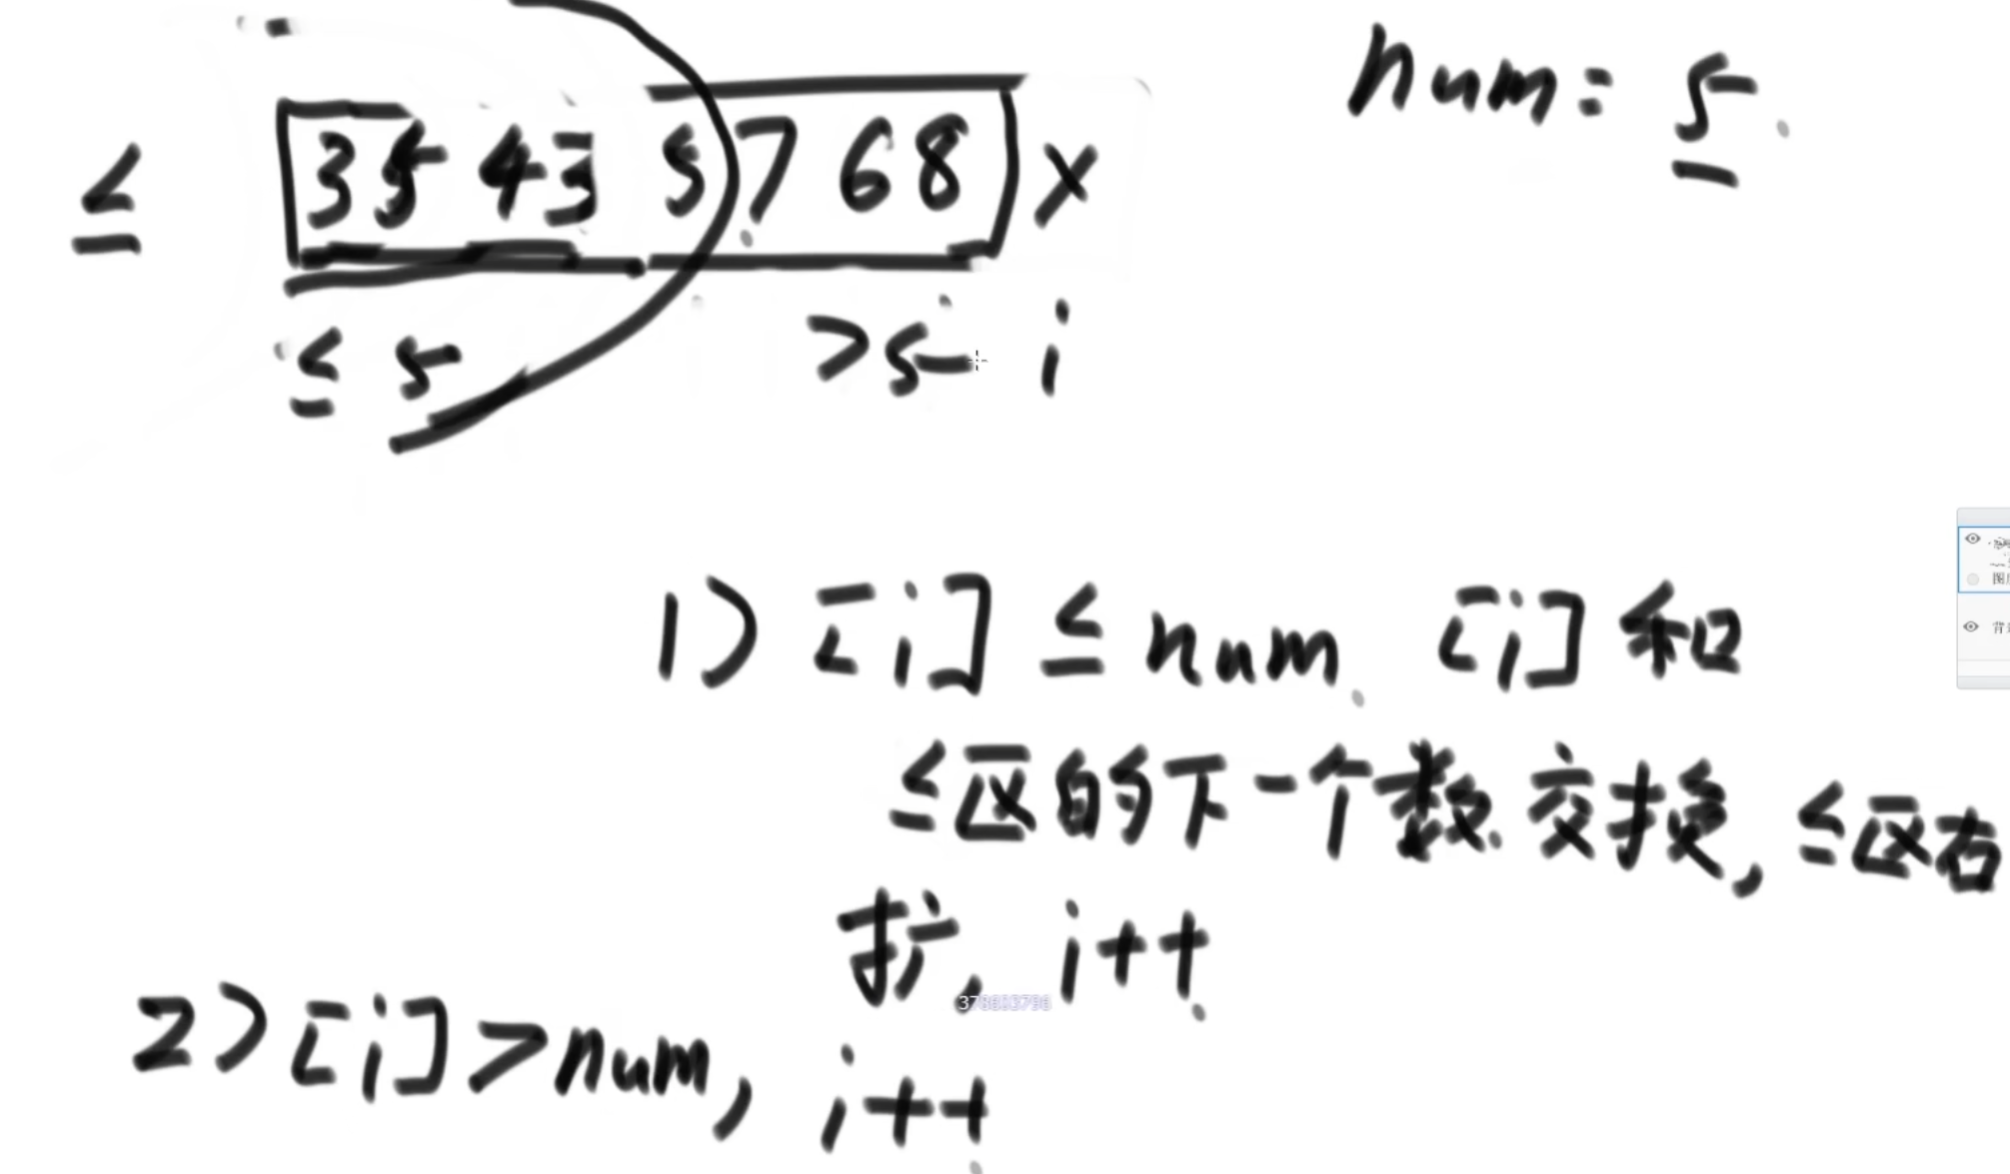 num = 5
≤ 3 5 4 3 5 7 6 8 x
≤ 5 >5 i
1) [i] ≤ num, [i] 和
≤区的下一个数交换, ≤区右
扩, i++
2) [i] > num, i++